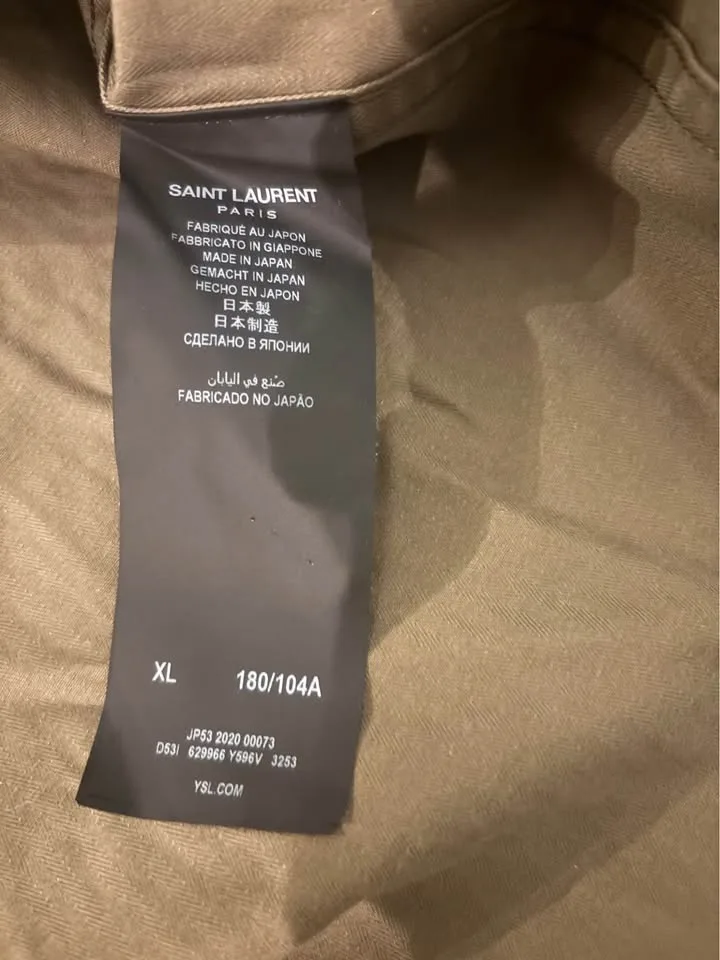 SAINT LAURENT
PARIS
FABRIQUÉ AU JAPON
FABBRICATO IN GIAPPONE
MADE IN JAPAN
GEMACHT IN JAPAN
HECHO EN JAPON
日本製
日本制造
СДЕЛАНО В ЯПОНИИ
صُنع في اليابان
FABRICADO NO JAPÃO
XL 180/104A
JP53 2020 00073
D53I 629966 Y596V 3253
YSL.COM